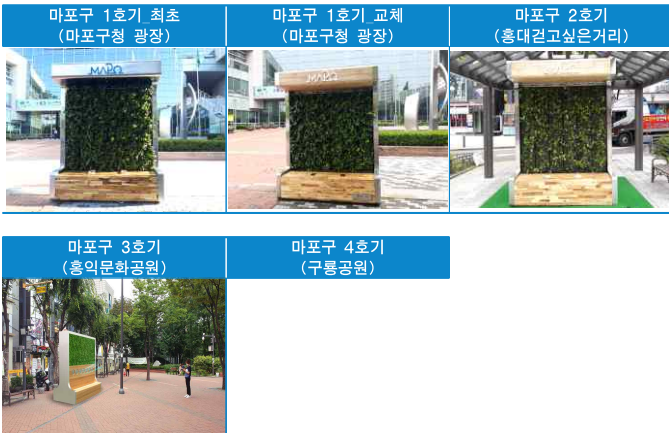 마포구 1호기_최초
(마포구청 광장)
마포구 1호기_교체
(마포구청 광장)
마포구 2호기
(홍대걷고싶은거리)
MAPO
MAPO
MAPO
마포구 3호기
(홍익문화공원)
마포구 4호기
(구룡공원)